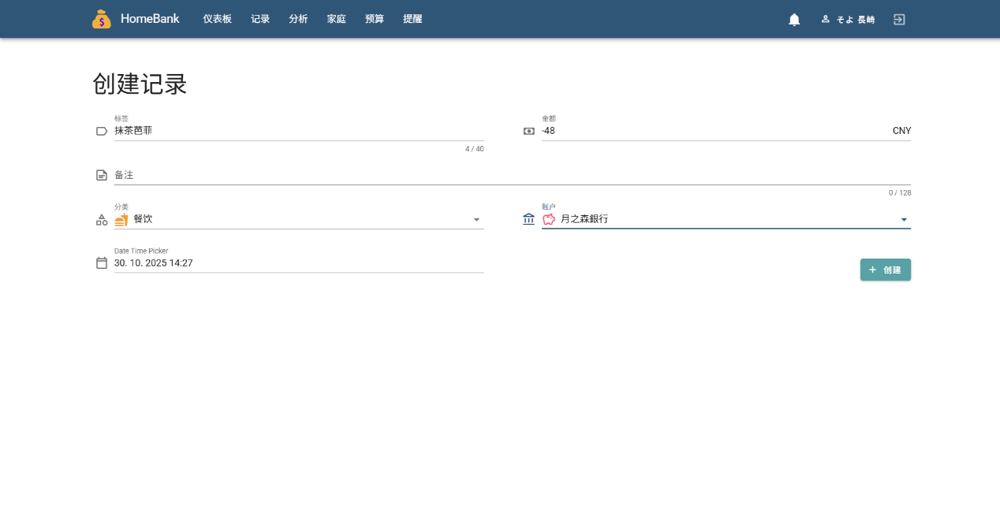 HomeBank 仪表板 记录 分析 家庭 预算 提醒 そよ 長崎
创建记录
标签 金额
抹茶芭菲 -48 CNY
4 / 40
备注
0 / 128
分类 账户
餐饮 月之森銀行
Date Time Picker
30. 10. 2025 14:27
+ 创建